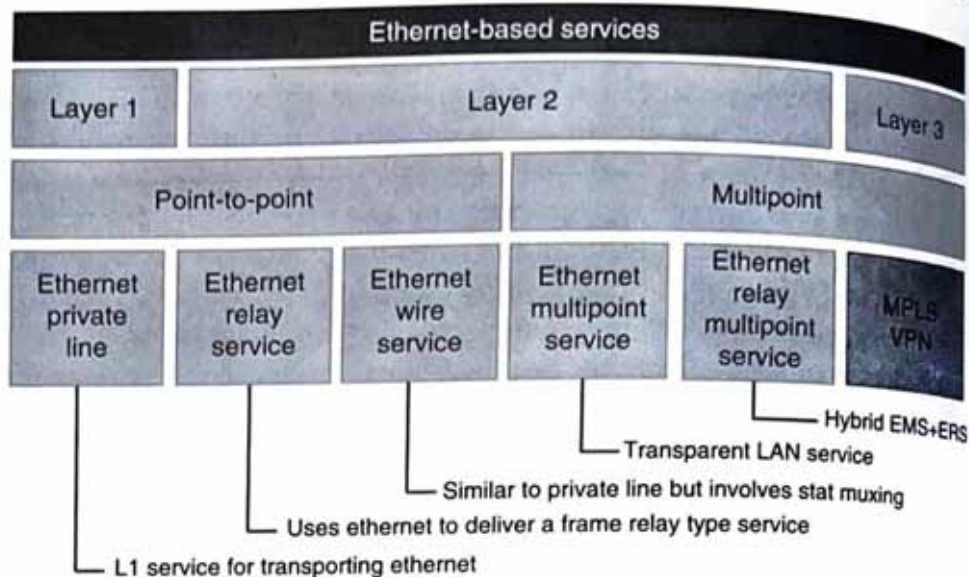 Ethernet-based services
Layer 1
Layer 2
Layer 3
Point-to-point
Multipoint
Ethernet
private
line
Ethernet
relay
service
Ethernet
wire
service
Ethernet
multipoint
service
Ethernet
relay
multipoint
service
MPLS
VPN
Hybrid EMS+ERS
Transparent LAN service
Similar to private line but involves stat muxing
Uses ethernet to deliver a frame relay type service
L1 service for transporting ethernet